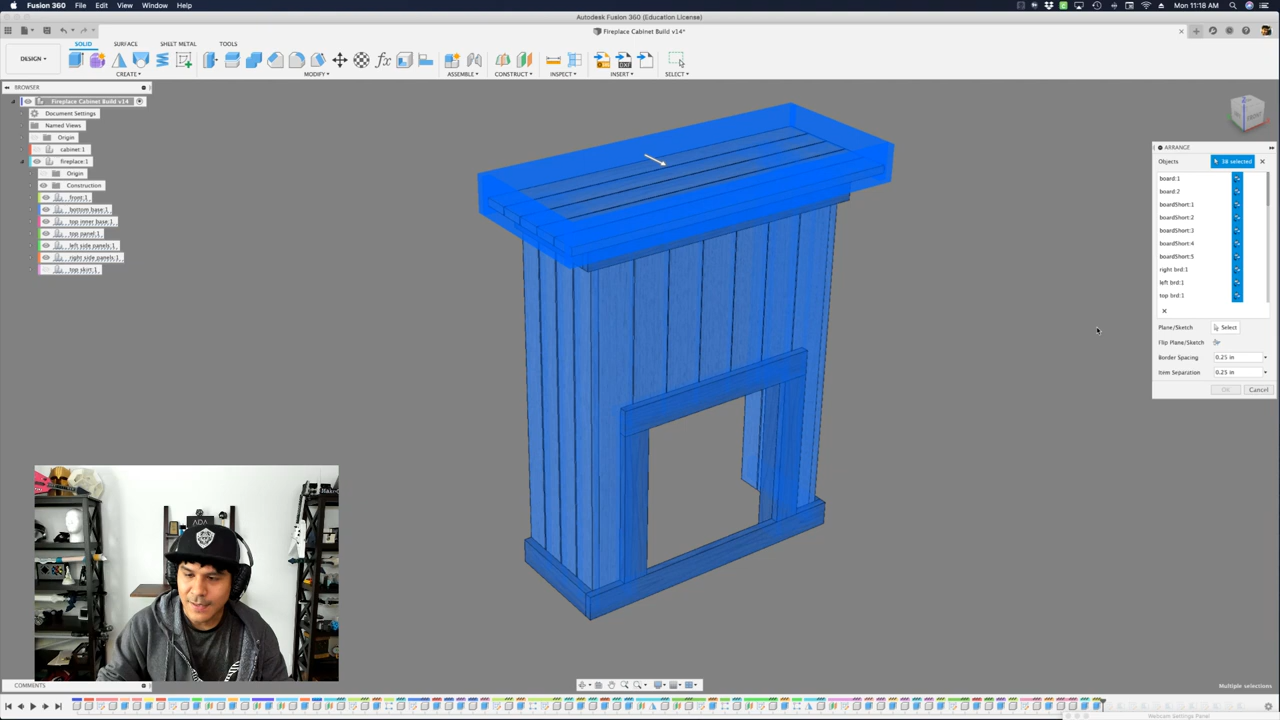 Fusion 360 File Edit View Window Help
Mon 11:18 AM
Autodesk Fusion 360 (Education License)
Fireplace Cabinet Build v14*
SOLID SURFACE SHEET METAL TOOLS
DESIGN
CREATE MODIFY ASSEMBLE CONSTRUCT INSPECT INSERT SELECT
BROWSER
Fireplace Cabinet Build v14
Document Settings
Named Views
Origin
cabinet:1
fireplace:1
Origin
Construction
front:1
bottom base:1
top inner base:1
top panel:1
left side panels:1
right side panels:1
top skirt:1
FRONT
ARRANGE
Objects 38 selected
board:1
board:2
boardShort:1
boardShort:2
boardShort:3
boardShort:4
boardShort:5
right brd:1
left brd:1
top brd:1
Plane/Sketch Select
Flip Plane/Sketch
Border Spacing 0.25 in
Item Separation 0.25 in
OK Cancel
ADA
COMMENTS
Multiple selections
Webcam Settings Panel